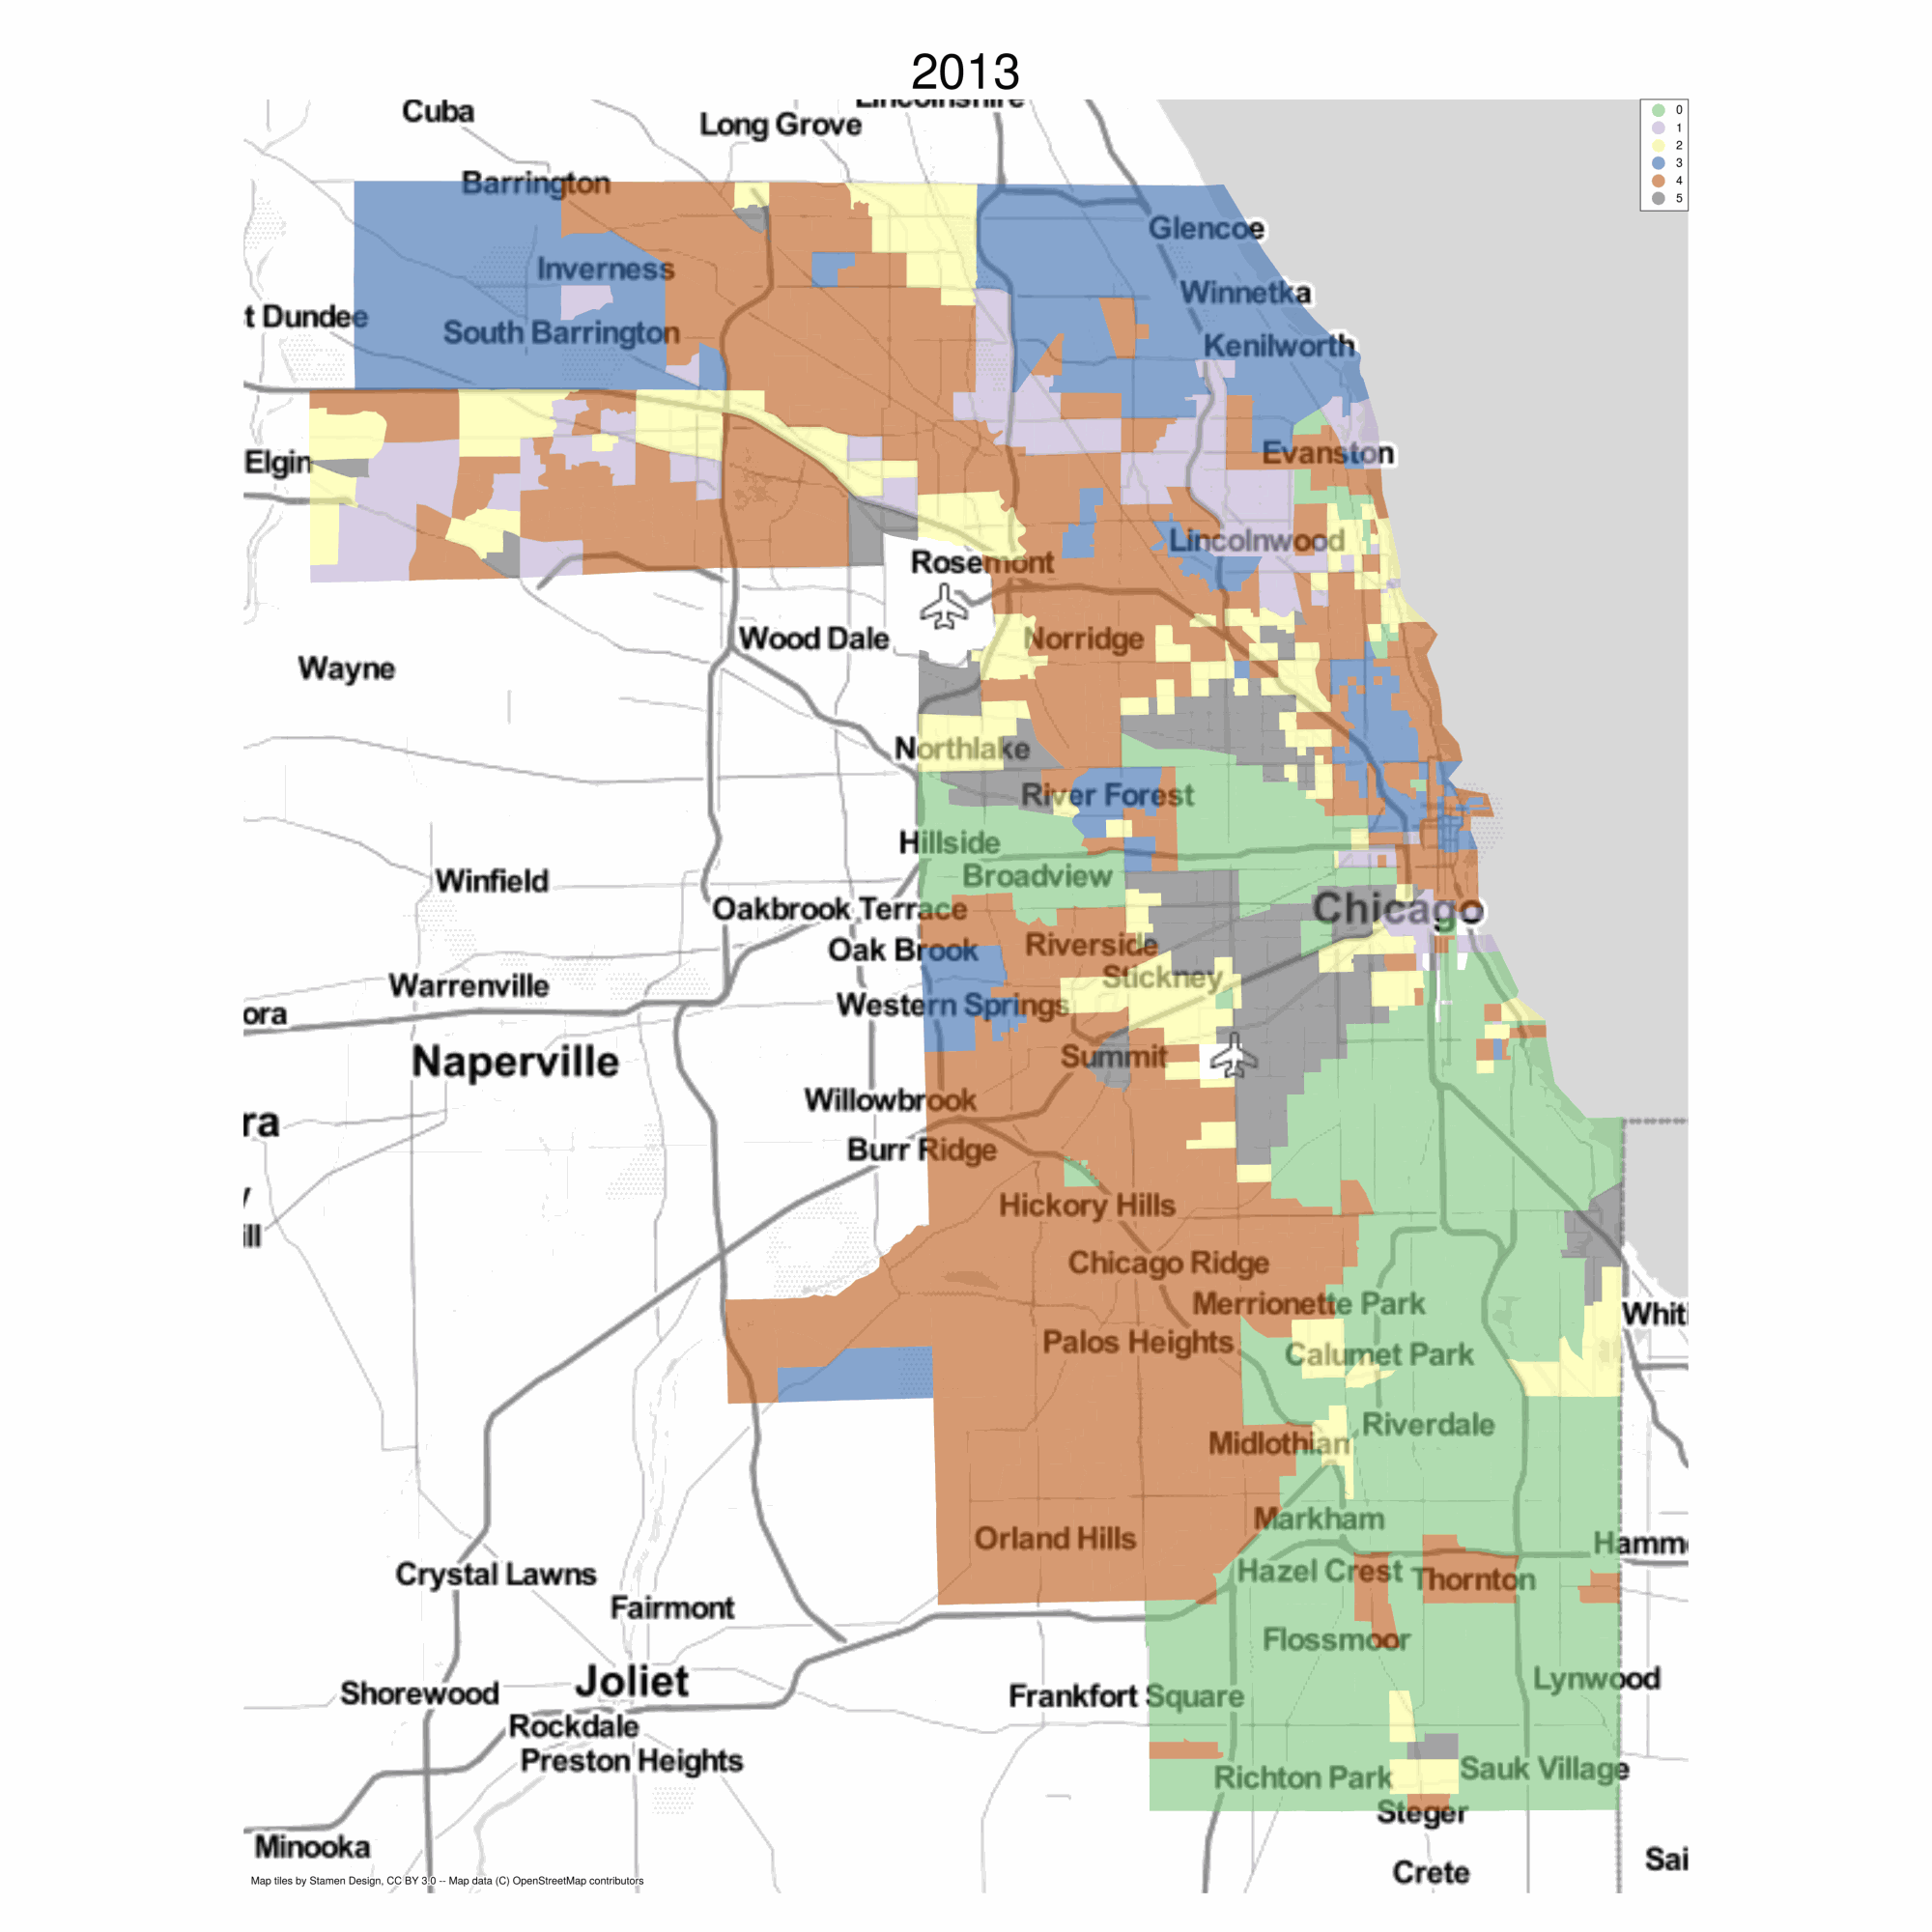 2013
Cuba
Lincolnshire
Long Grove
0
1
2
3
4
5
Barrington
Glencoe
Inverness
Winnetka
t Dundee
South Barrington
Kenilworth
Elgin
Evanston
Lincolnwood
Rosemont
Wood Dale
Norridge
Wayne
Northlake
River Forest
Hillside
Winfield
Broadview
Oakbrook Terrace
Chicago
Oak Brook
Riverside
Stickney
Warrenville
Western Springs
ora
Naperville
Summit
Willowbrook
ra
Burr Ridge
y
Hickory Hills
ill
Chicago Ridge
Merrionette Park
Whiti
Palos Heights
Calumet Park
Riverdale
Midlothian
Markham
Orland Hills
Hamm
Crystal Lawns
Hazel Crest
Thornton
Fairmont
Flossmoor
Joliet
Lynwood
Shorewood
Frankfort Square
Rockdale
Preston Heights
Richton Park
Sauk Village
Steger
Minooka
Sai
Crete
Map tiles by Stamen Design, CC BY 3.0 -- Map data (C) OpenStreetMap contributors